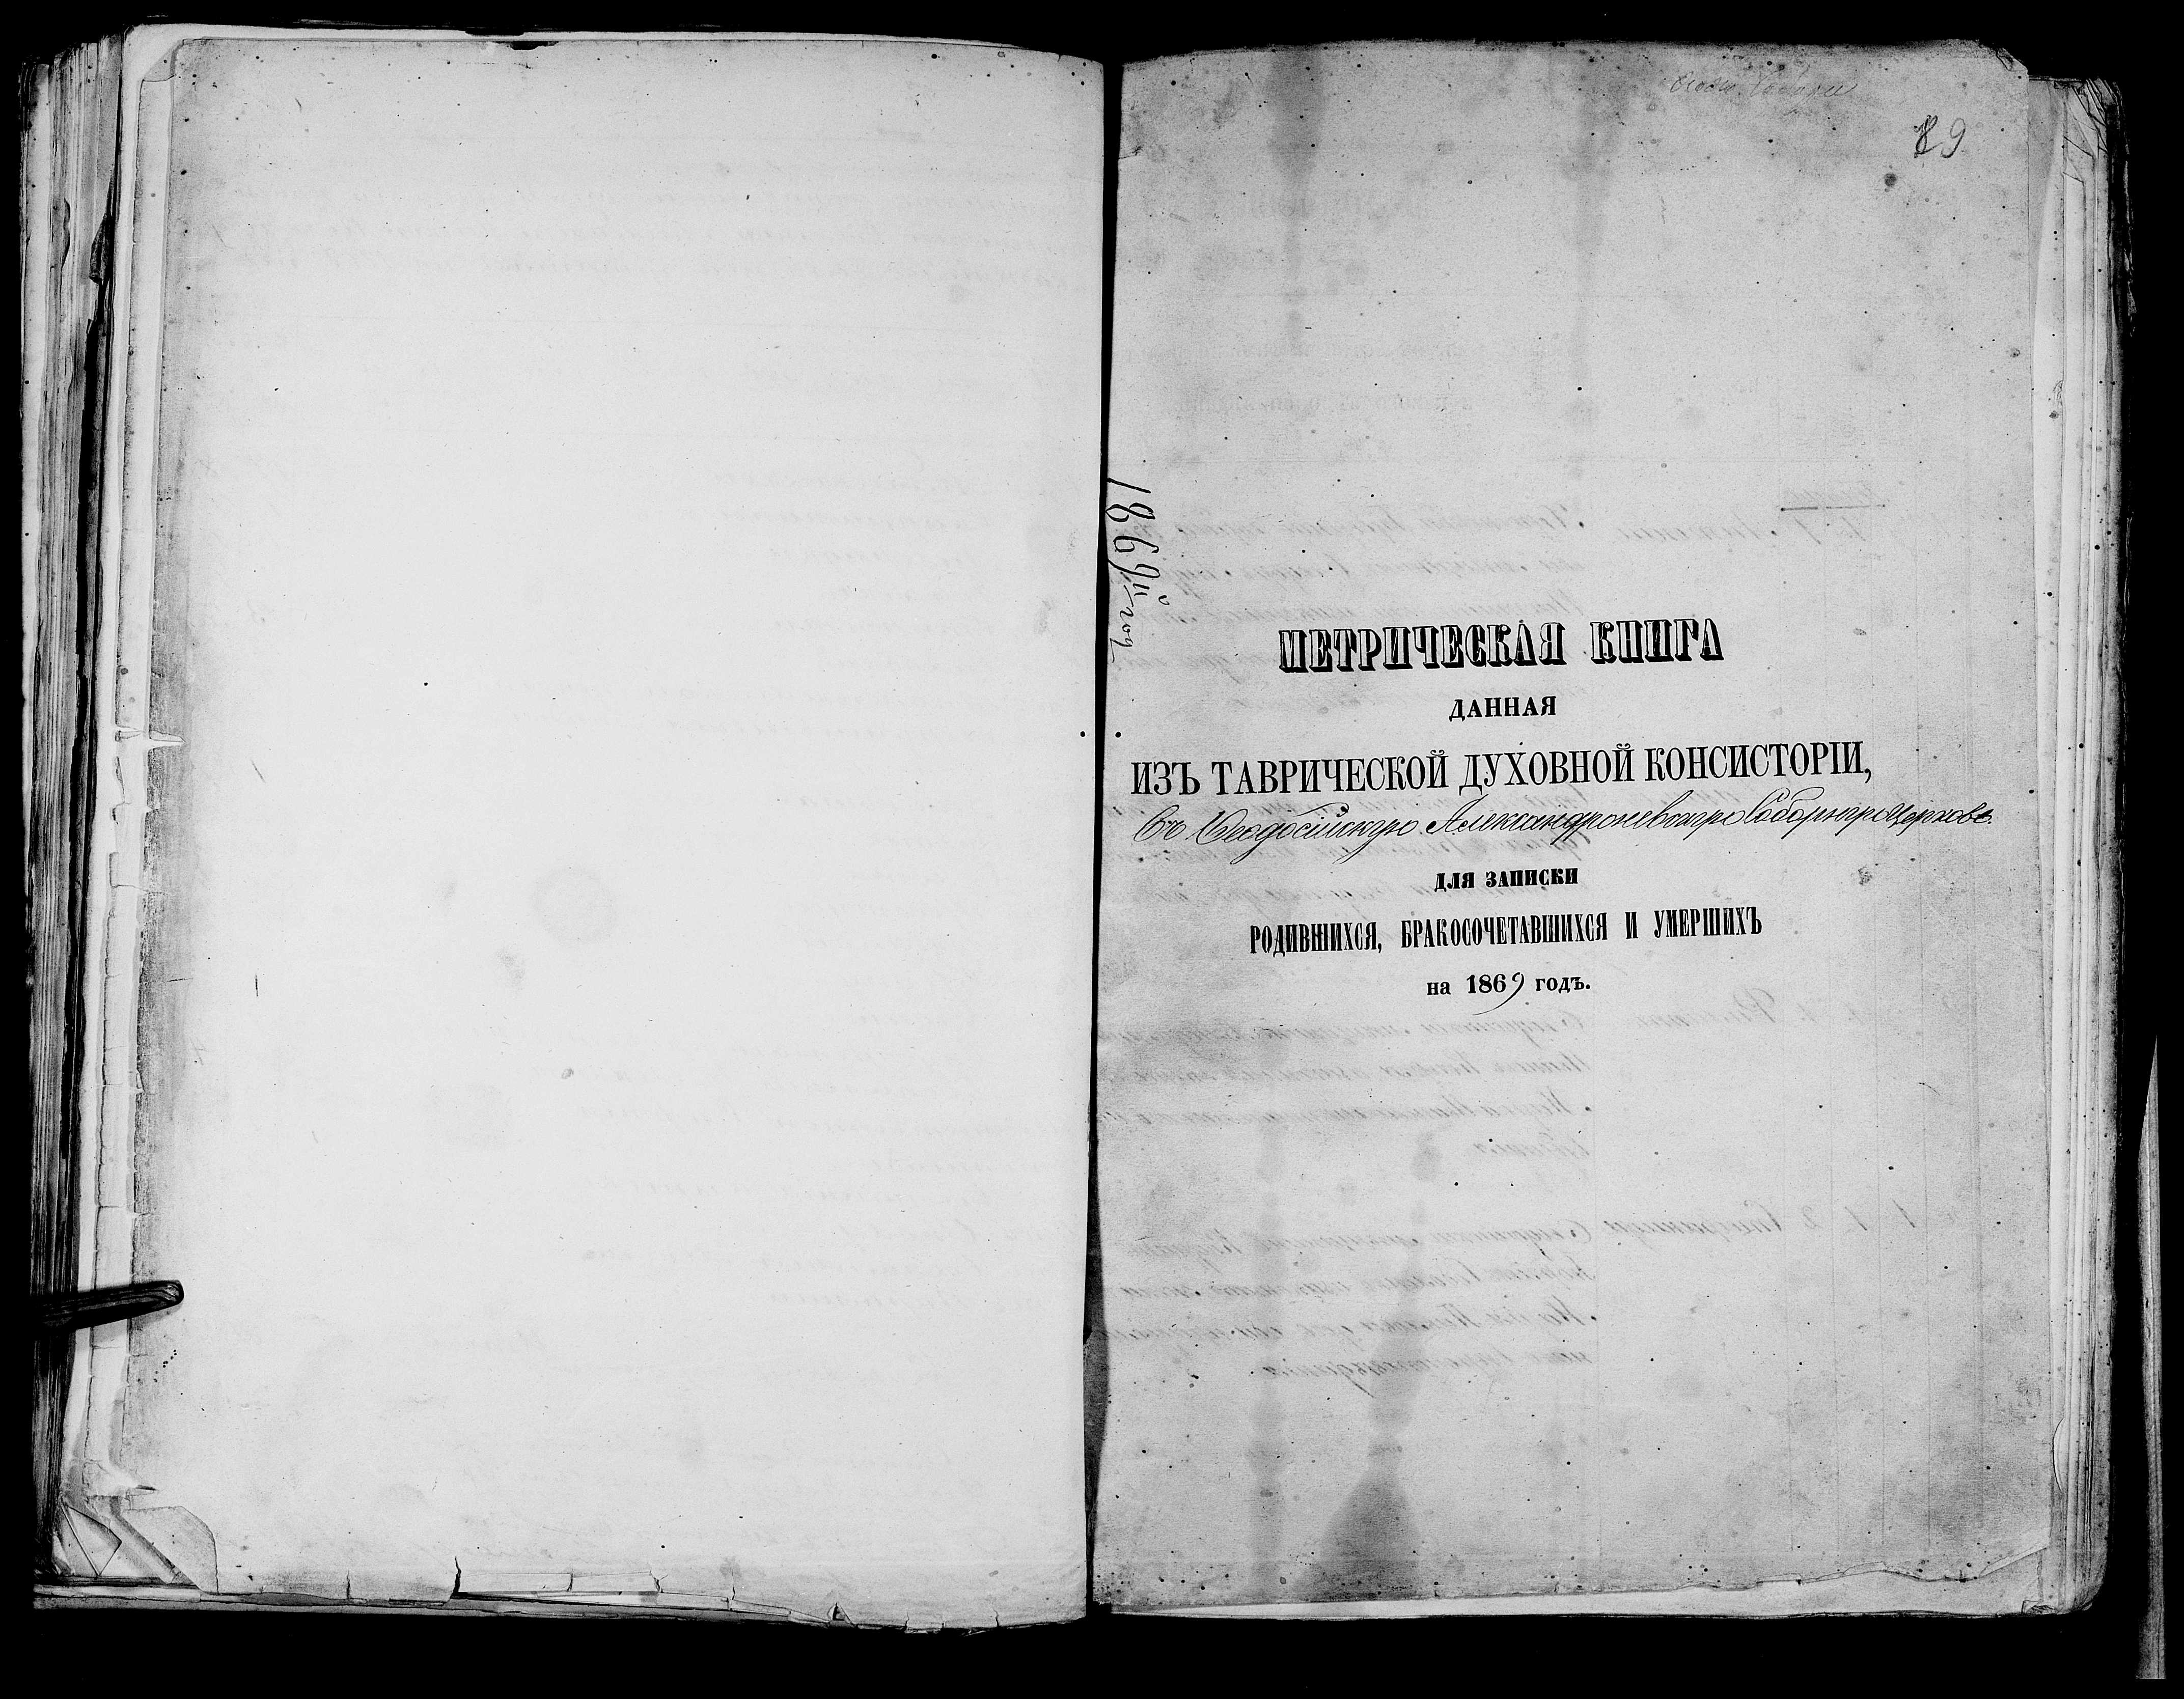 89
1869й год
МЕТРИЧЕСКАЯ КНИГА
ДАННАЯ
ИЗЪ ТАВРИЧЕСКОЙ ДУХОВНОЙ КОНСИСТОРІИ,
Въ Ѳеодосійскую Александроневскую Соборную Церковь.
ДЛЯ ЗАПИСКИ
РОДИВШИХСЯ, БРАКОСОЧЕТАВШИХСЯ И УМЕРШИХЪ
на 1869 годъ.